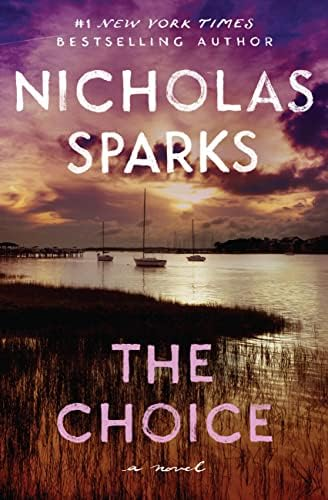 #1 NEW YORK TIMES
BESTSELLING AUTHOR
NICHOLAS
SPARKS
THE
CHOICE
a novel